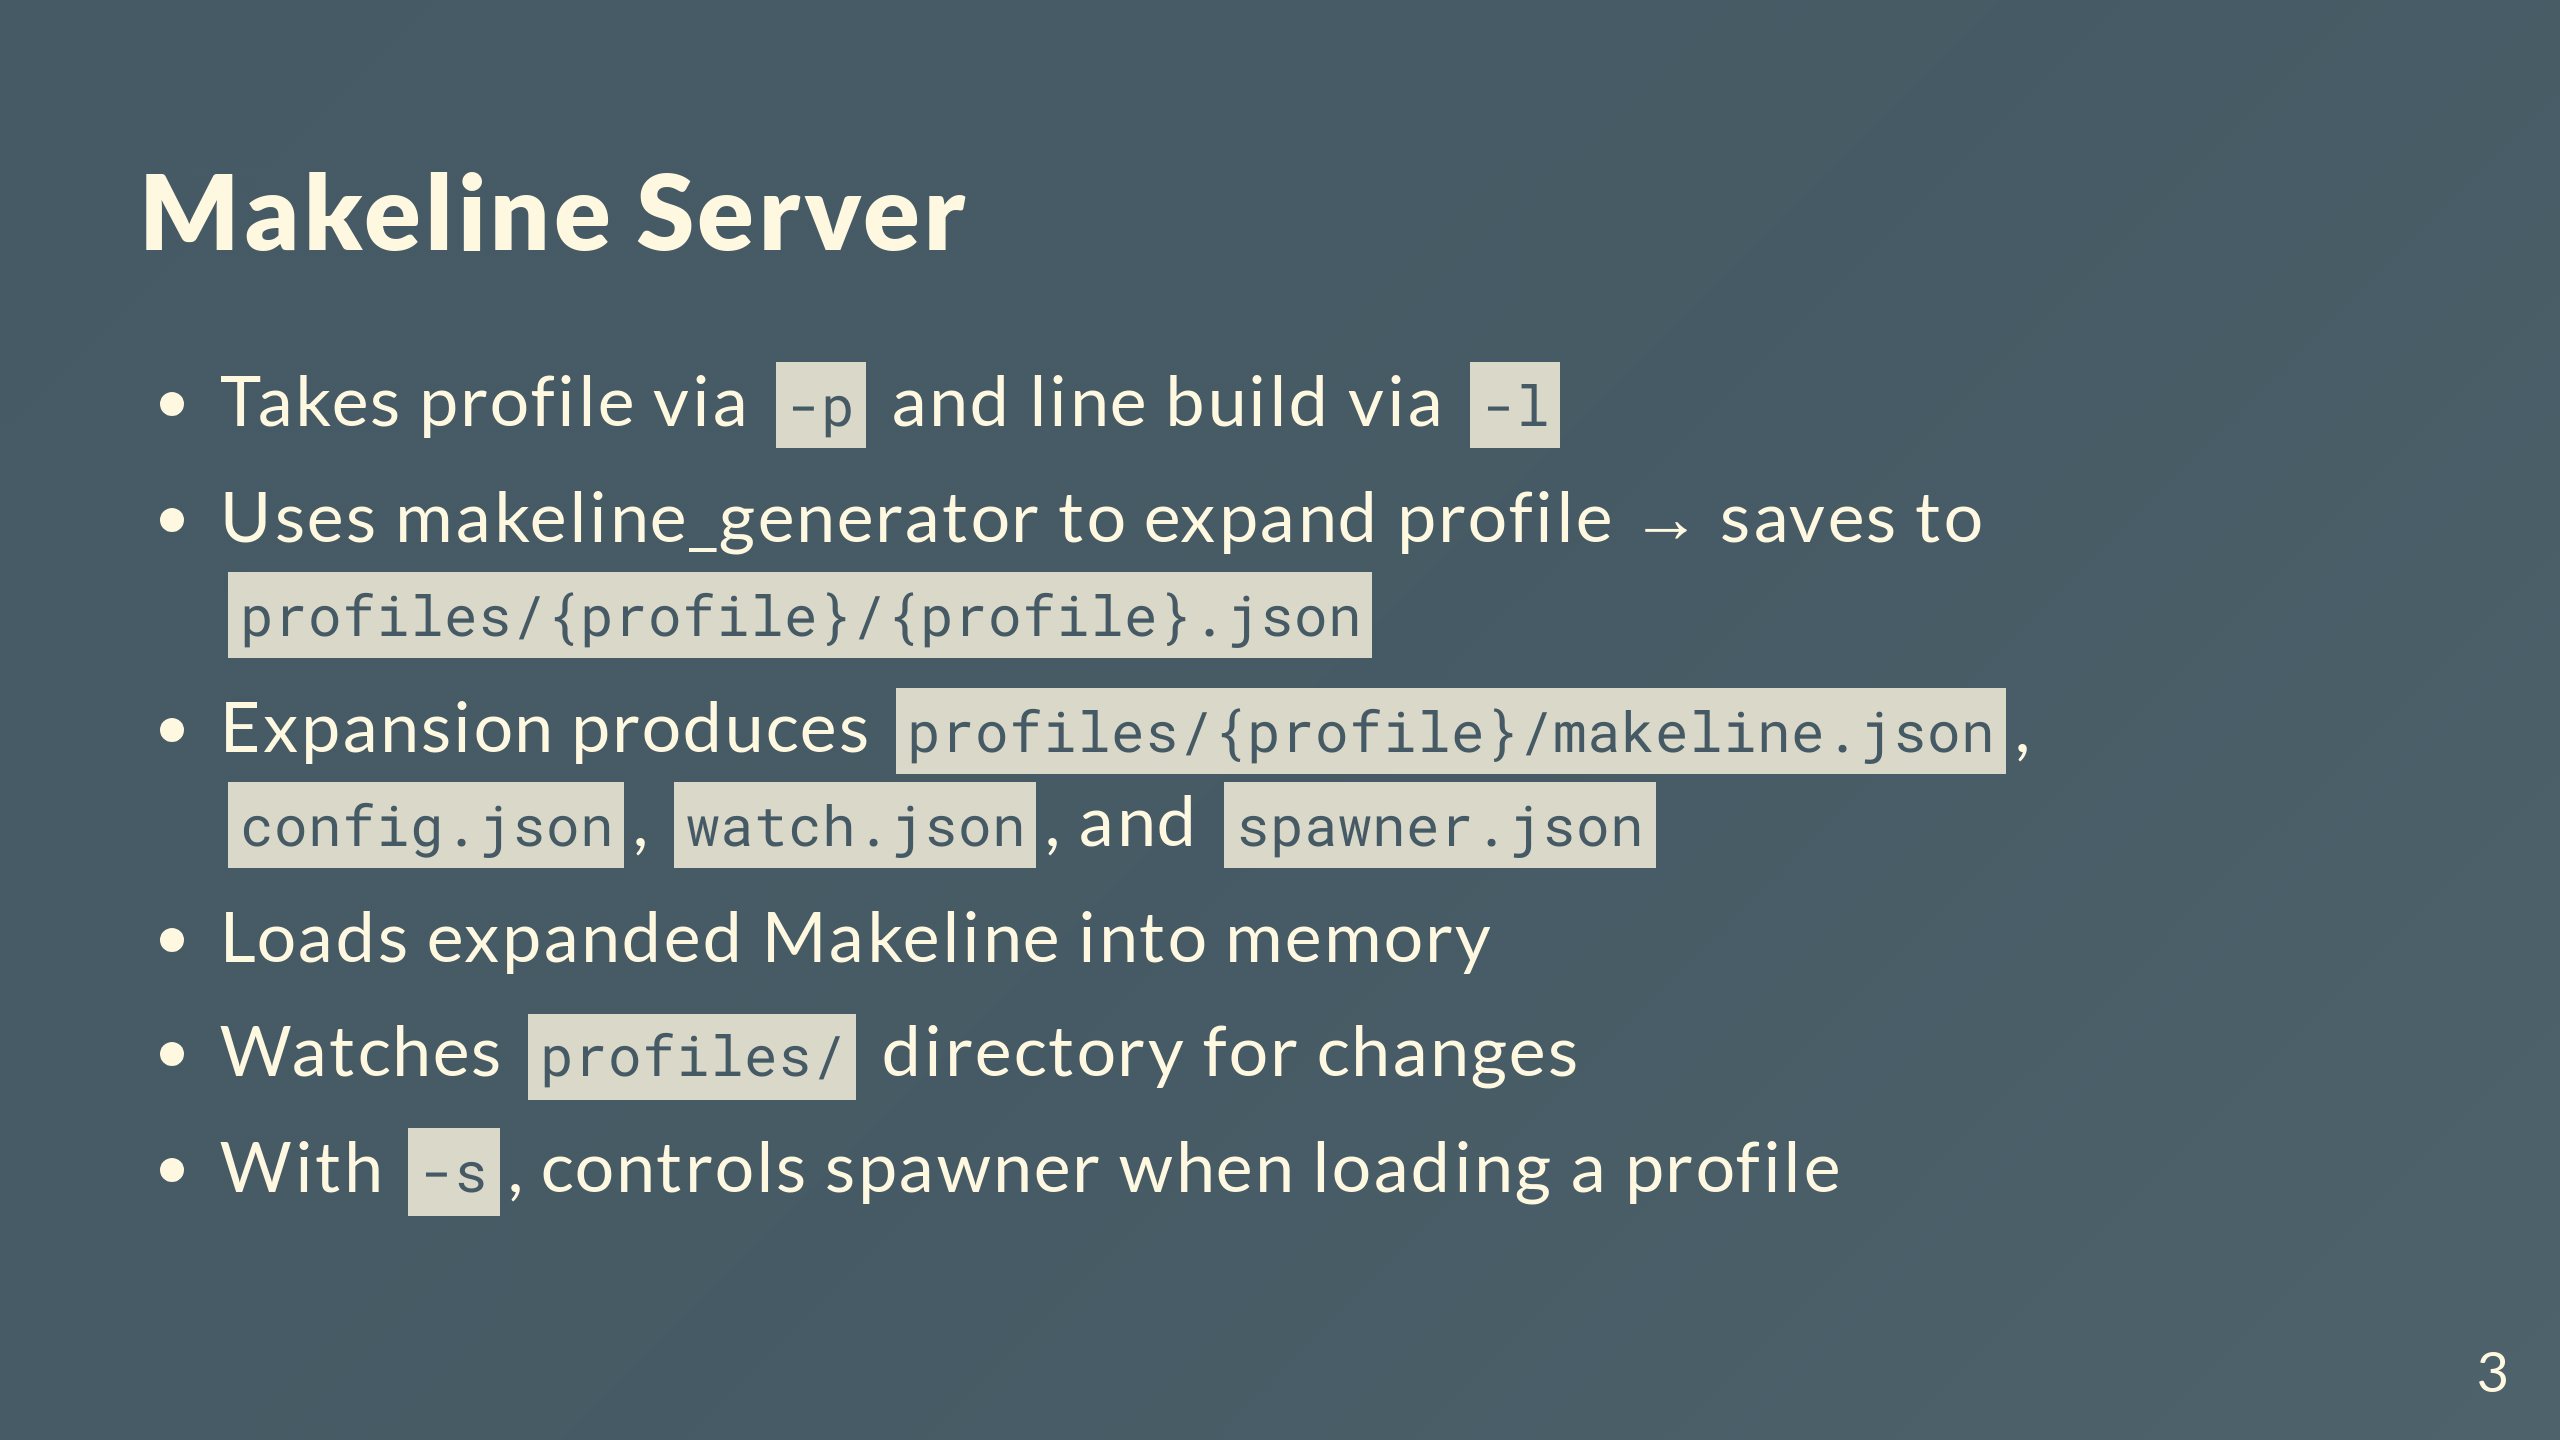 Makeline Server
• Takes profile via -p and line build via -l
• Uses makeline_generator to expand profile → saves to
profiles/{profile}/{profile}.json
• Expansion produces profiles/{profile}/makeline.json,
config.json, watch.json, and spawner.json
• Loads expanded Makeline into memory
• Watches profiles/ directory for changes
• With -s, controls spawner when loading a profile
3